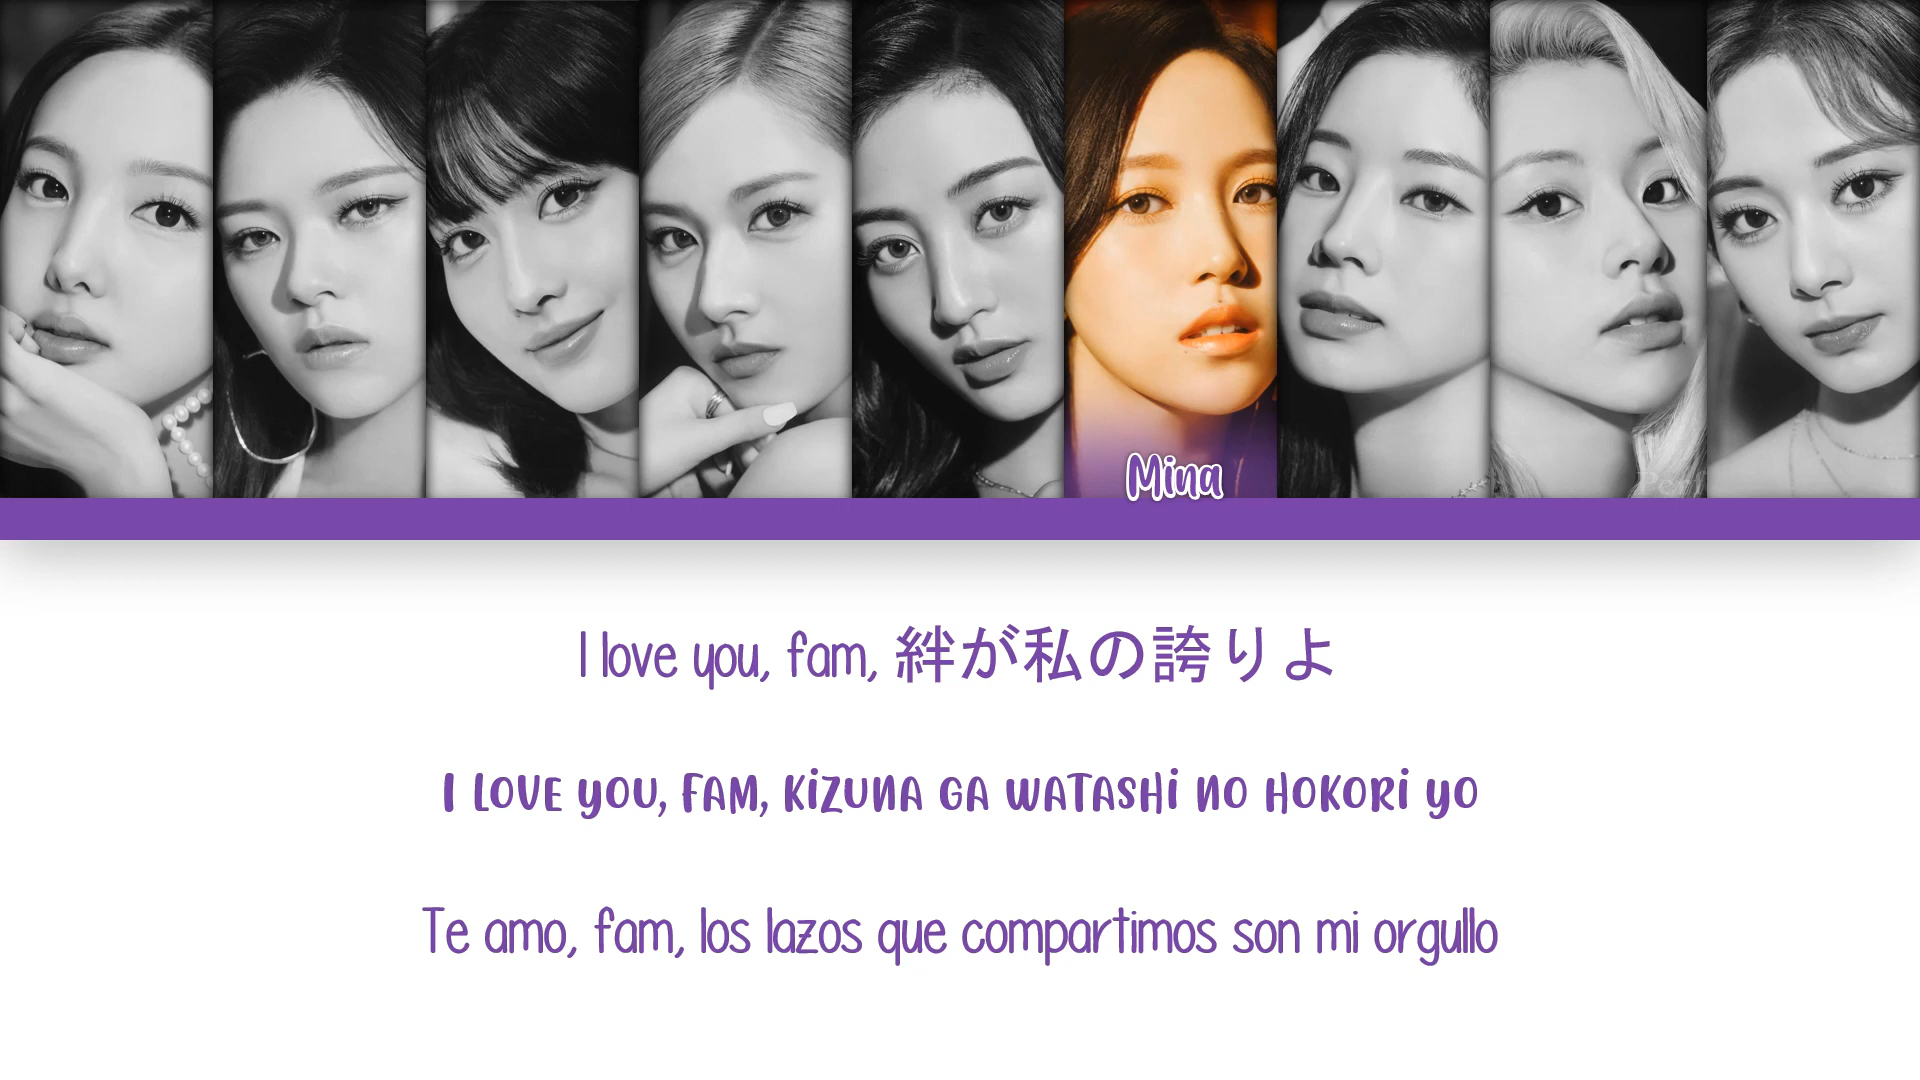 Mina
I love you, fam, 絆が私の誇りよ
I LOVE YOU, FAM, KiZUNA GA WATASHi NO HOKORi YO
Te amo, fam, los lazos que compartimos son mi orgullo